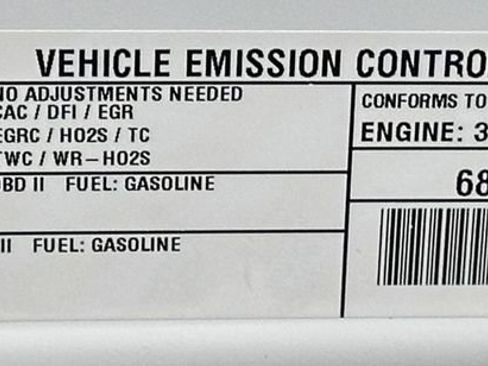 VEHICLE EMISSION CONTRO
NO ADJUSTMENTS NEEDED
CAC / DFI / EGR
EGRC / HO2S / TC
TWC / WR-HO2S
OBD II FUEL: GASOLINE
II FUEL: GASOLINE
CONFORMS TO
ENGINE: 3
68